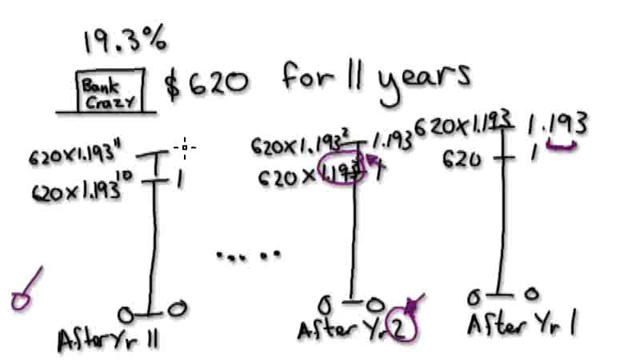 19.3%
Bank
Crazy
$620 for 11 years
620×1.193¹¹
620×1.193¹⁰ 1
0 0
After Yr 11
.....
620×1.193² 1.193
620×1.193 1
0 0
After Yr 2
620×1.193 1.193
620 1
0 0
After Yr 1